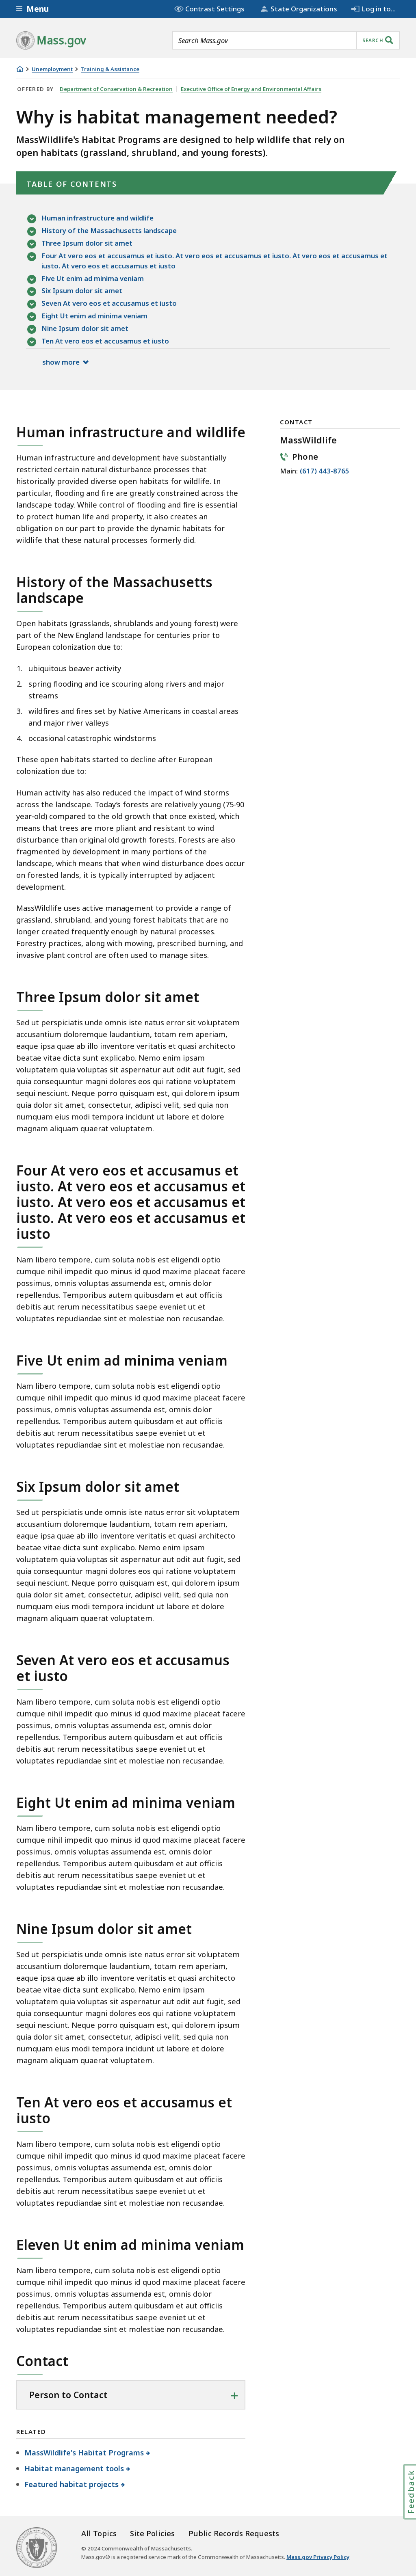 Menu
Contrast Settings
State Organizations
Log in to...
Mass.gov
Search Mass.gov
SEARCH
Unemployment
Training & Assistance
OFFERED BY Department of Conservation & Recreation Executive Office of Energy and Environmental Affairs
Why is habitat management needed?
MassWildlife's Habitat Programs are designed to help wildlife that rely on
open habitats (grassland, shrubland, and young forests).
TABLE OF CONTENTS
Human infrastructure and wildlife
History of the Massachusetts landscape
Three Ipsum dolor sit amet
Four At vero eos et accusamus et iusto. At vero eos et accusamus et iusto. At vero eos et accusamus et
iusto. At vero eos et accusamus et iusto
Five Ut enim ad minima veniam
Six Ipsum dolor sit amet
Seven At vero eos et accusamus et iusto
Eight Ut enim ad minima veniam
Nine Ipsum dolor sit amet
Ten At vero eos et accusamus et iusto
show more
Human infrastructure and wildlife
Human infrastructure and development have substantially
restricted certain natural disturbance processes that
historically provided diverse open habitats for wildlife. In
particular, flooding and fire are greatly constrained across the
landscape today. While control of flooding and fire is essential
to protect human life and property, it also creates an
obligation on our part to provide the dynamic habitats for
wildlife that these natural processes formerly did.
CONTACT
MassWildlife
Phone
Main: (617) 443-8765
History of the Massachusetts
landscape
Open habitats (grasslands, shrublands and young forest) were
part of the New England landscape for centuries prior to
European colonization due to:
1. ubiquitous beaver activity
2. spring flooding and ice scouring along rivers and major
streams
3. wildfires and fires set by Native Americans in coastal areas
and major river valleys
4. occasional catastrophic windstorms
These open habitats started to decline after European
colonization due to:
Human activity has also reduced the impact of wind storms
across the landscape. Today's forests are relatively young (75-90
year-old) compared to the old growth that once existed, which
means that trees are more pliant and resistant to wind
disturbance than original old growth forests. Forests are also
fragmented by development in many portions of the
landscape, which means that when wind disturbance does occur
on forested lands, it is typically interrupted by adjacent
development.
MassWildlife uses active management to provide a range of
grassland, shrubland, and young forest habitats that are no
longer created frequently enough by natural processes.
Forestry practices, along with mowing, prescribed burning, and
invasive plant control are often used to manage sites.
Three Ipsum dolor sit amet
Sed ut perspiciatis unde omnis iste natus error sit voluptatem
accusantium doloremque laudantium, totam rem aperiam,
eaque ipsa quae ab illo inventore veritatis et quasi architecto
beatae vitae dicta sunt explicabo. Nemo enim ipsam
voluptatem quia voluptas sit aspernatur aut odit aut fugit, sed
quia consequuntur magni dolores eos qui ratione voluptatem
sequi nesciunt. Neque porro quisquam est, qui dolorem ipsum
quia dolor sit amet, consectetur, adipisci velit, sed quia non
numquam eius modi tempora incidunt ut labore et dolore
magnam aliquam quaerat voluptatem.
Four At vero eos et accusamus et
iusto. At vero eos et accusamus et
iusto. At vero eos et accusamus et
iusto. At vero eos et accusamus et
iusto
Nam libero tempore, cum soluta nobis est eligendi optio
cumque nihil impedit quo minus id quod maxime placeat facere
possimus, omnis voluptas assumenda est, omnis dolor
repellendus. Temporibus autem quibusdam et aut officiis
debitis aut rerum necessitatibus saepe eveniet ut et
voluptates repudiandae sint et molestiae non recusandae.
Five Ut enim ad minima veniam
Nam libero tempore, cum soluta nobis est eligendi optio
cumque nihil impedit quo minus id quod maxime placeat facere
possimus, omnis voluptas assumenda est, omnis dolor
repellendus. Temporibus autem quibusdam et aut officiis
debitis aut rerum necessitatibus saepe eveniet ut et
voluptates repudiandae sint et molestiae non recusandae.
Six Ipsum dolor sit amet
Sed ut perspiciatis unde omnis iste natus error sit voluptatem
accusantium doloremque laudantium, totam rem aperiam,
eaque ipsa quae ab illo inventore veritatis et quasi architecto
beatae vitae dicta sunt explicabo. Nemo enim ipsam
voluptatem quia voluptas sit aspernatur aut odit aut fugit, sed
quia consequuntur magni dolores eos qui ratione voluptatem
sequi nesciunt. Neque porro quisquam est, qui dolorem ipsum
quia dolor sit amet, consectetur, adipisci velit, sed quia non
numquam eius modi tempora incidunt ut labore et dolore
magnam aliquam quaerat voluptatem.
Seven At vero eos et accusamus
et iusto
Nam libero tempore, cum soluta nobis est eligendi optio
cumque nihil impedit quo minus id quod maxime placeat facere
possimus, omnis voluptas assumenda est, omnis dolor
repellendus. Temporibus autem quibusdam et aut officiis
debitis aut rerum necessitatibus saepe eveniet ut et
voluptates repudiandae sint et molestiae non recusandae.
Eight Ut enim ad minima veniam
Nam libero tempore, cum soluta nobis est eligendi optio
cumque nihil impedit quo minus id quod maxime placeat facere
possimus, omnis voluptas assumenda est, omnis dolor
repellendus. Temporibus autem quibusdam et aut officiis
debitis aut rerum necessitatibus saepe eveniet ut et
voluptates repudiandae sint et molestiae non recusandae.
Nine Ipsum dolor sit amet
Sed ut perspiciatis unde omnis iste natus error sit voluptatem
accusantium doloremque laudantium, totam rem aperiam,
eaque ipsa quae ab illo inventore veritatis et quasi architecto
beatae vitae dicta sunt explicabo. Nemo enim ipsam
voluptatem quia voluptas sit aspernatur aut odit aut fugit, sed
quia consequuntur magni dolores eos qui ratione voluptatem
sequi nesciunt. Neque porro quisquam est, qui dolorem ipsum
quia dolor sit amet, consectetur, adipisci velit, sed quia non
numquam eius modi tempora incidunt ut labore et dolore
magnam aliquam quaerat voluptatem.
Ten At vero eos et accusamus et
iusto
Nam libero tempore, cum soluta nobis est eligendi optio
cumque nihil impedit quo minus id quod maxime placeat facere
possimus, omnis voluptas assumenda est, omnis dolor
repellendus. Temporibus autem quibusdam et aut officiis
debitis aut rerum necessitatibus saepe eveniet ut et
voluptates repudiandae sint et molestiae non recusandae.
Eleven Ut enim ad minima veniam
Nam libero tempore, cum soluta nobis est eligendi optio
cumque nihil impedit quo minus id quod maxime placeat facere
possimus, omnis voluptas assumenda est, omnis dolor
repellendus. Temporibus autem quibusdam et aut officiis
debitis aut rerum necessitatibus saepe eveniet ut et
voluptates repudiandae sint et molestiae non recusandae.
Contact
Person to Contact
RELATED
MassWildlife's Habitat Programs
Habitat management tools
Featured habitat projects
Feedback
All Topics Site Policies Public Records Requests
© 2024 Commonwealth of Massachusetts.
Mass.gov® is a registered service mark of the Commonwealth of Massachusetts. Mass.gov Privacy Policy